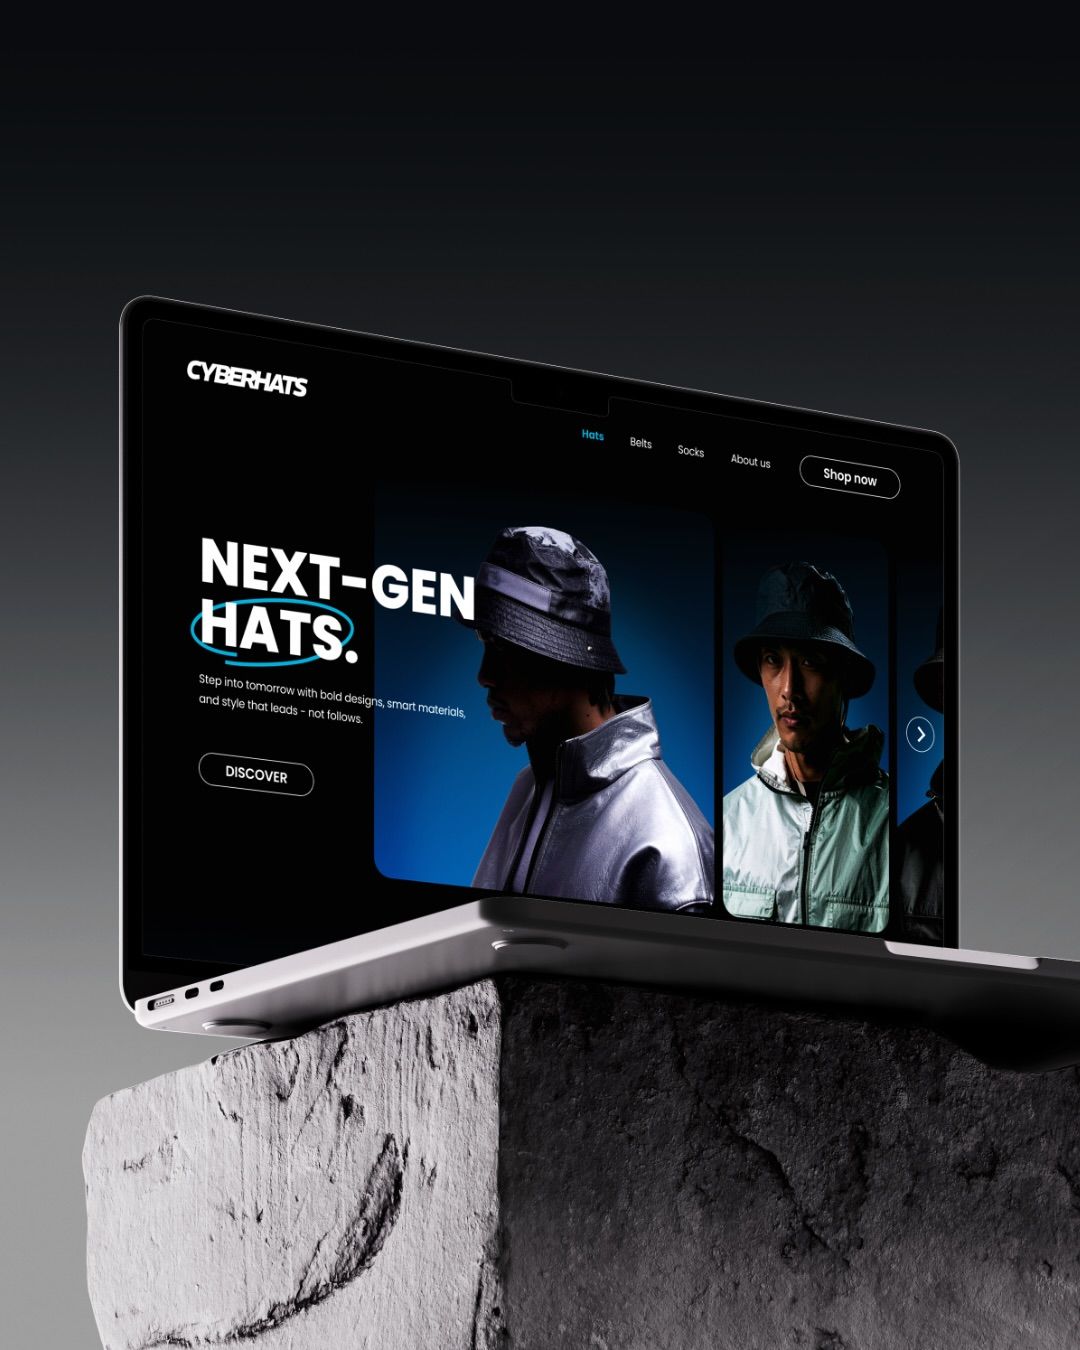 CYBERHATS
Hats
Belts
Socks
About us
Shop now
NEXT-GEN
HATS.
Step into tomorrow with bold designs, smart materials,
and style that leads - not follows.
DISCOVER